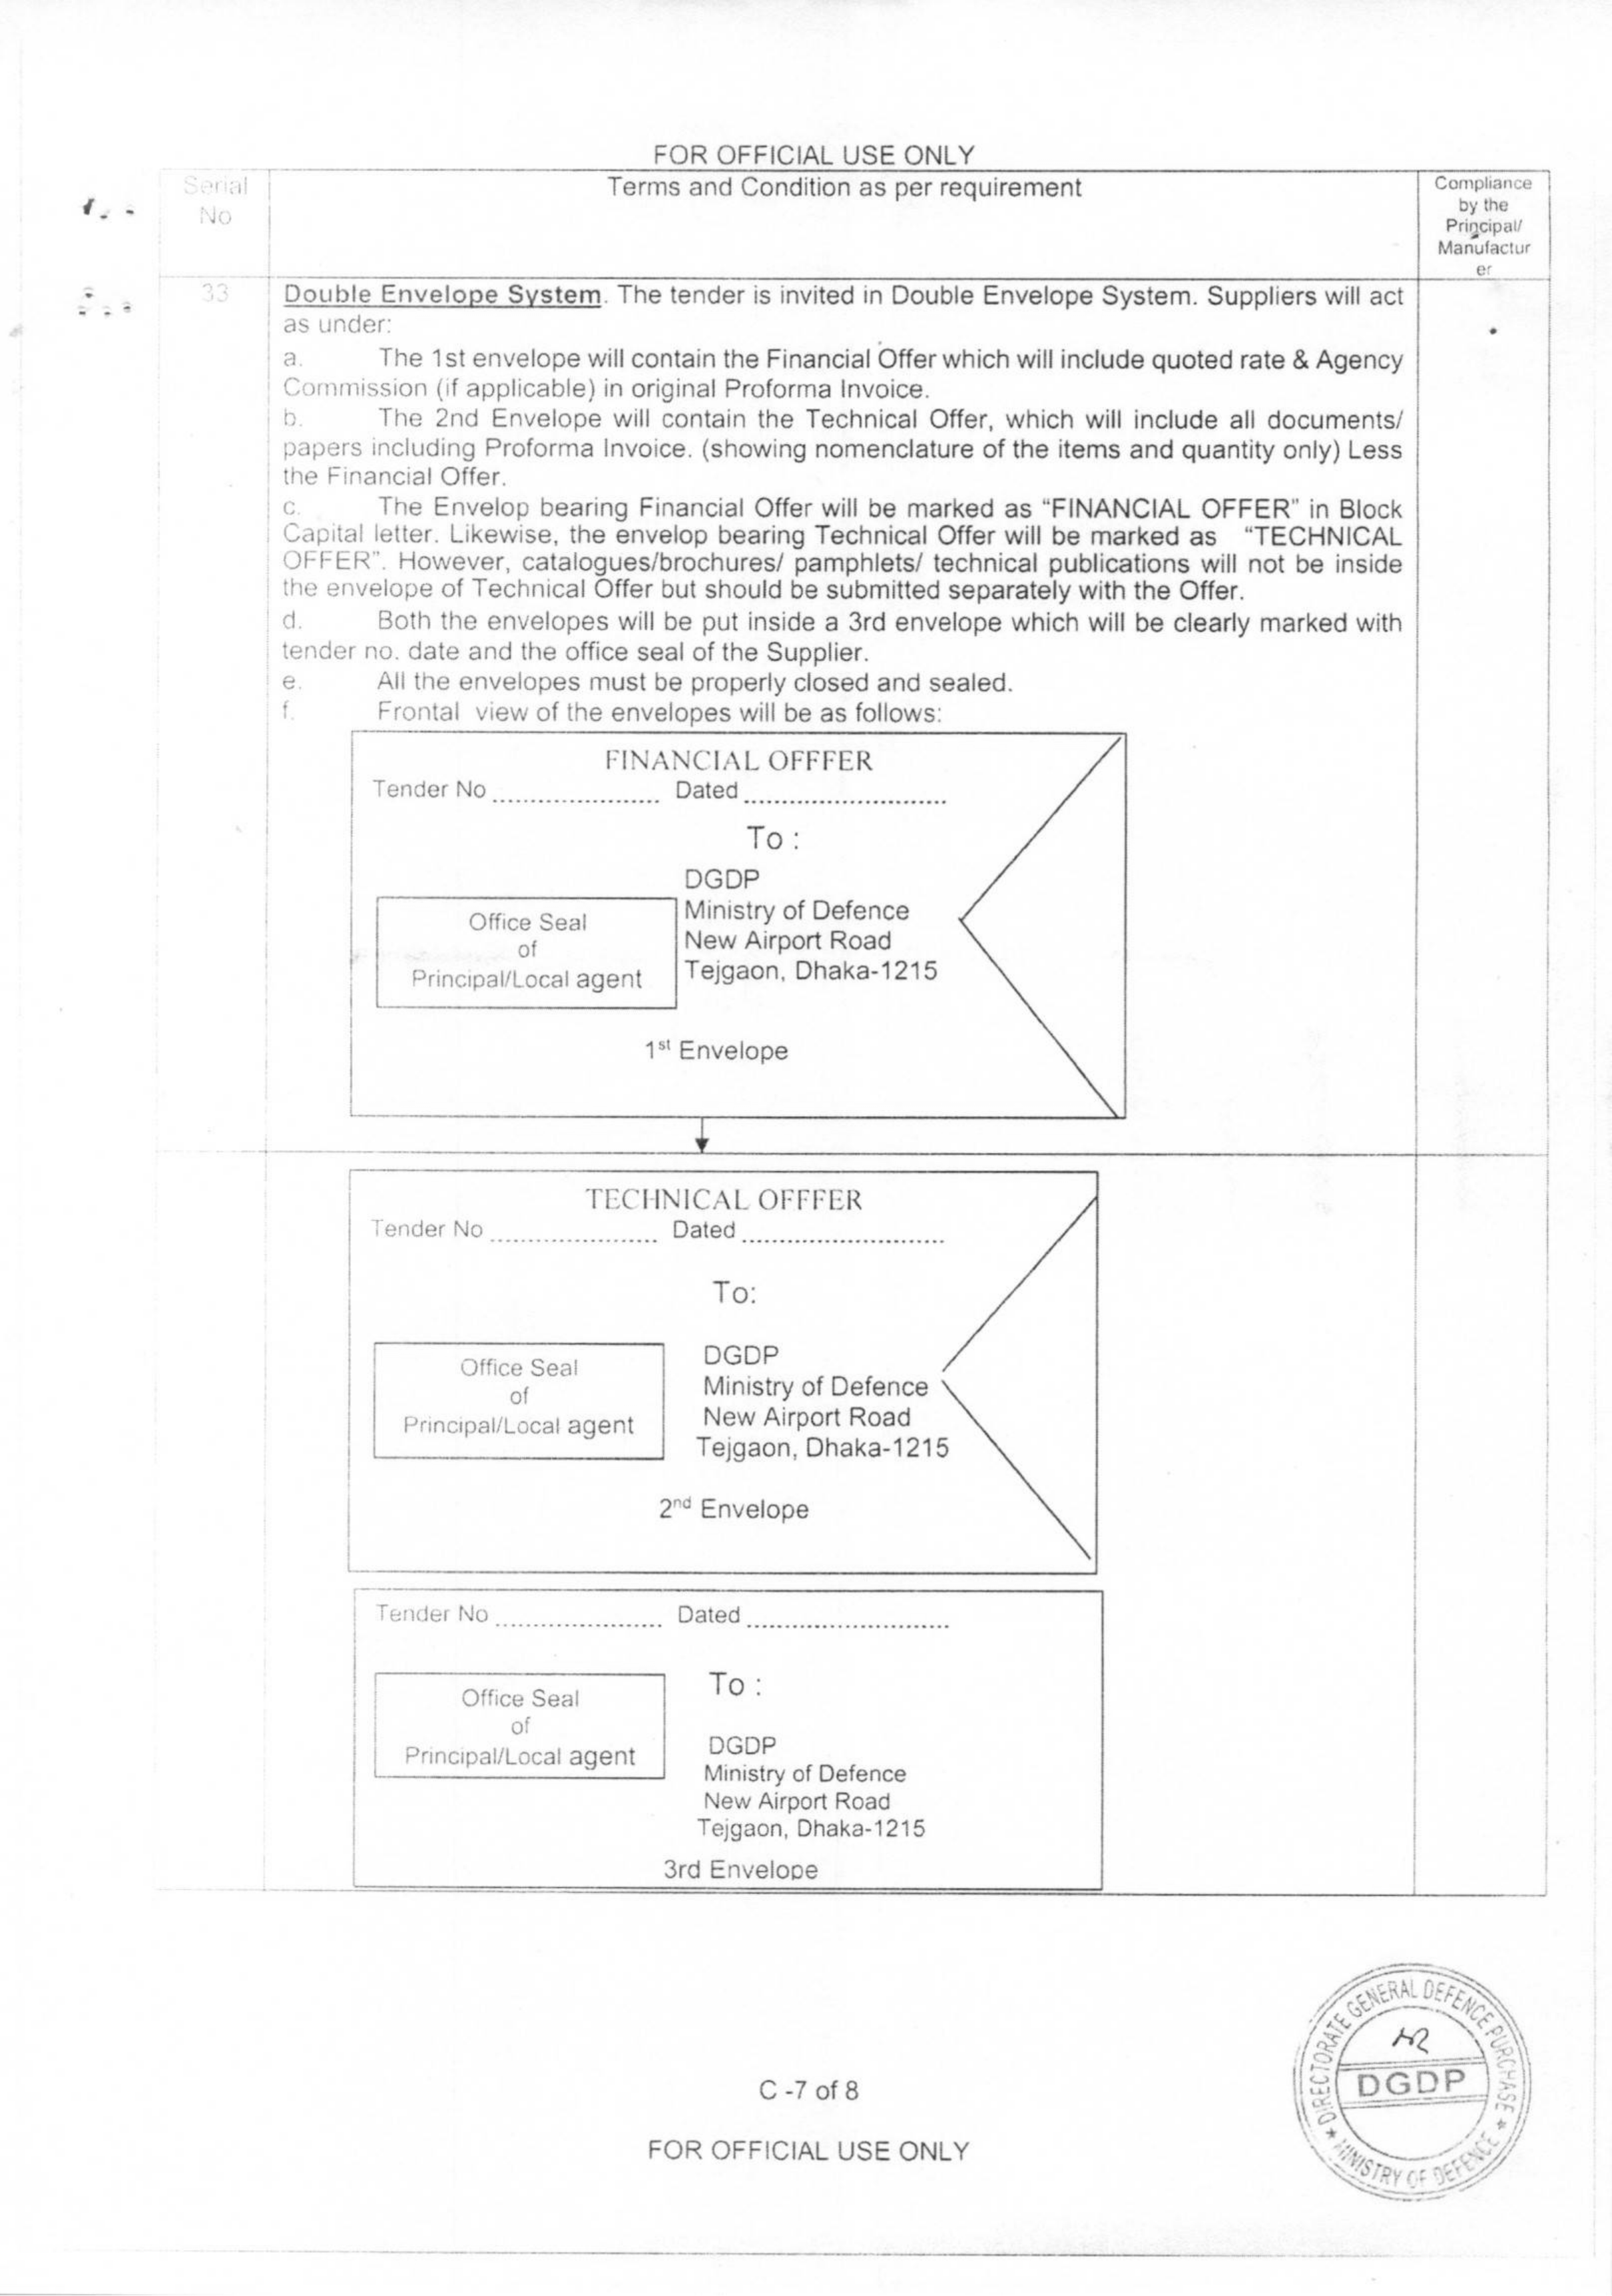 FOR OFFICIAL USE ONLY
Serial
No
Terms and Condition as per requirement
Compliance
by the
Principal/
Manufactur
er
33
Double Envelope System. The tender is invited in Double Envelope System. Suppliers will act
as under:
a. The 1st envelope will contain the Financial Offer which will include quoted rate & Agency
Commission (if applicable) in original Proforma Invoice.
b. The 2nd Envelope will contain the Technical Offer, which will include all documents/
papers including Proforma Invoice. (showing nomenclature of the items and quantity only) Less
the Financial Offer.
c. The Envelop bearing Financial Offer will be marked as “FINANCIAL OFFER” in Block
Capital letter. Likewise, the envelop bearing Technical Offer will be marked as “TECHNICAL
OFFER”. However, catalogues/brochures/ pamphlets/ technical publications will not be inside
the envelope of Technical Offer but should be submitted separately with the Offer.
d. Both the envelopes will be put inside a 3rd envelope which will be clearly marked with
tender no. date and the office seal of the Supplier.
e. All the envelopes must be properly closed and sealed.
f. Frontal view of the envelopes will be as follows:
FINANCIAL OFFFER
Tender No ..................... Dated ..........................
To :
DGDP
Ministry of Defence
New Airport Road
Tejgaon, Dhaka-1215
Office Seal
of
Principal/Local agent
1st Envelope
TECHNICAL OFFFER
Tender No ..................... Dated ..........................
To:
DGDP
Ministry of Defence
New Airport Road
Tejgaon, Dhaka-1215
Office Seal
of
Principal/Local agent
2nd Envelope
Tender No ..................... Dated ..........................
To :
Office Seal
of
Principal/Local agent
DGDP
Ministry of Defence
New Airport Road
Tejgaon, Dhaka-1215
3rd Envelope
DIRECTORATE GENERAL DEFENCE PURCHASE
DGDP
MINISTRY OF DEFENCE
C -7 of 8
FOR OFFICIAL USE ONLY